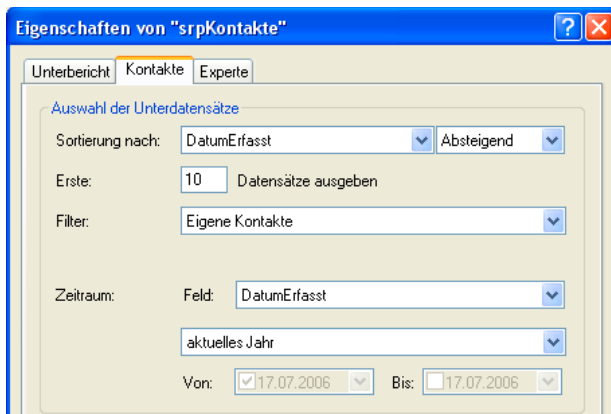 Eigenschaften von "srpKontakte"
Unterbericht Kontakte Experte
Auswahl der Unterdatensätze
Sortierung nach: DatumErfasst Absteigend
Erste: 10 Datensätze ausgeben
Filter: Eigene Kontakte
Zeitraum: Feld: DatumErfasst
aktuelles Jahr
Von: 17.07.2006 Bis: 17.07.2006